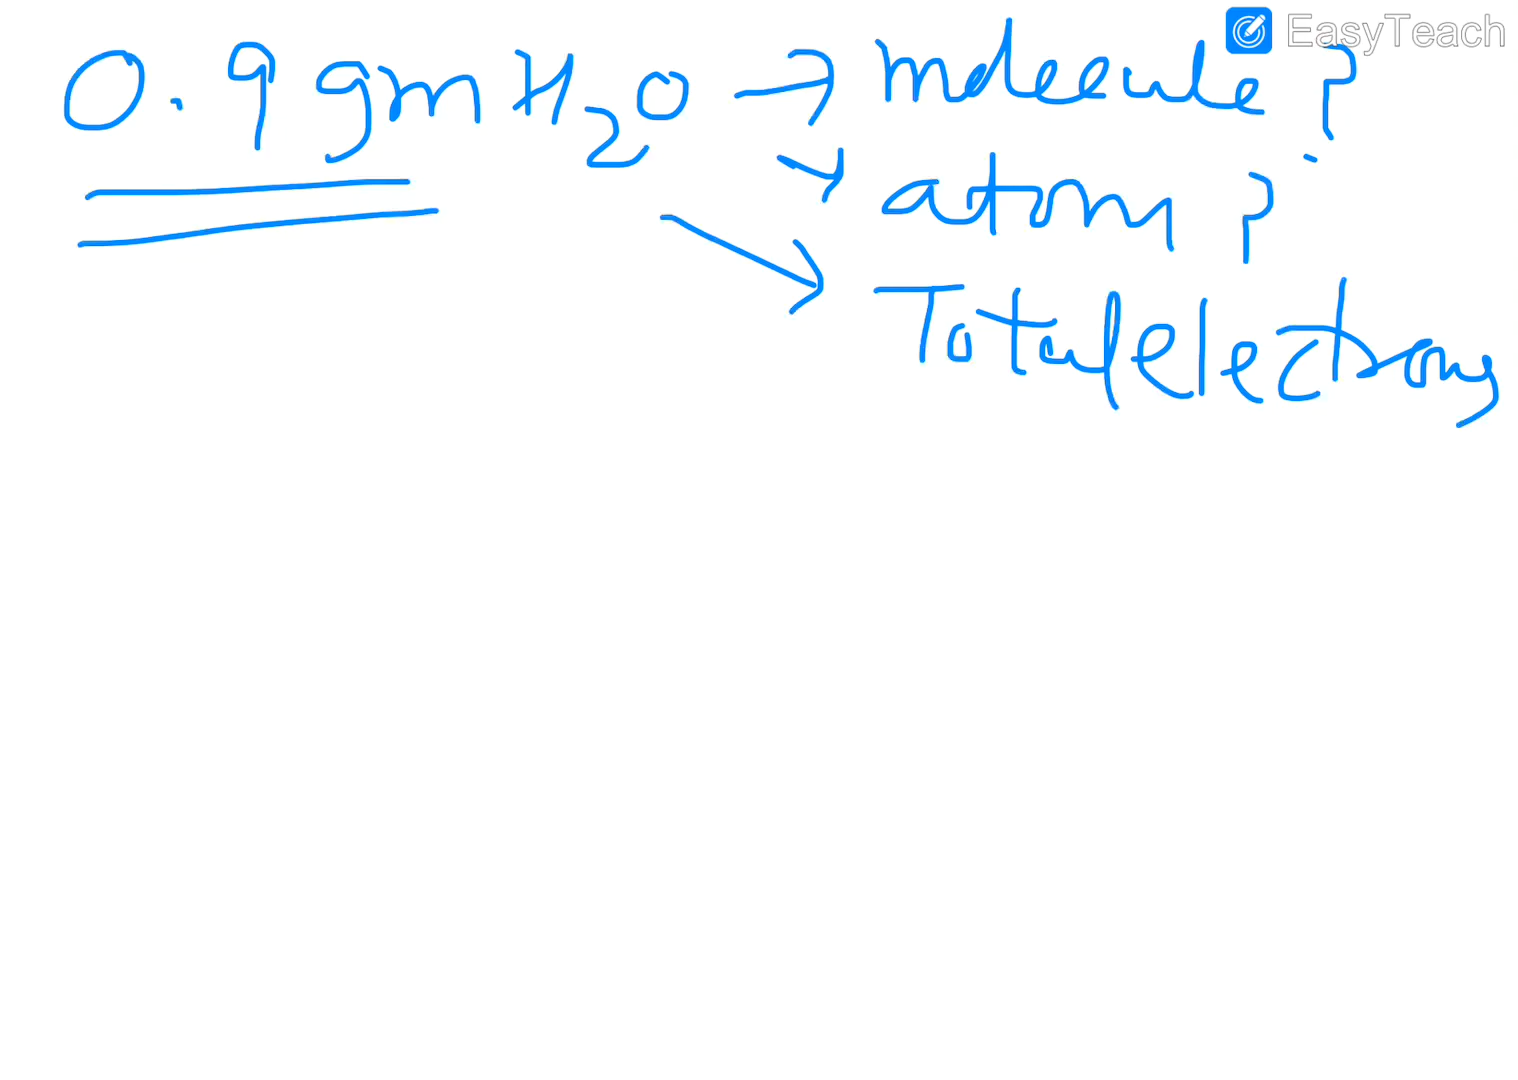 EasyTeach
0.9 gm H₂O → molecule ?
→ atom ?
→ Total electrons